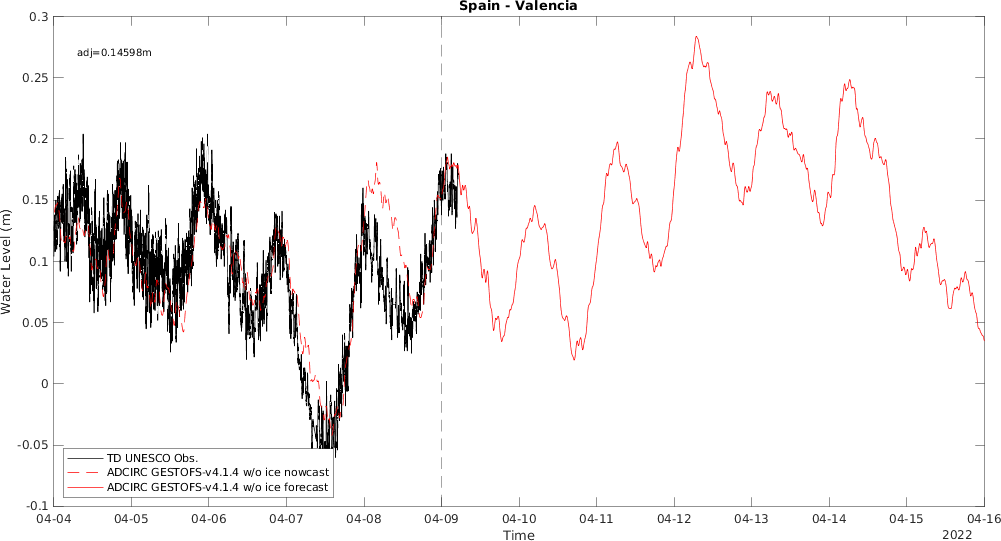 Spain - Valencia
adj=0.14598m
0.3
0.25
0.2
0.15
0.1
0.05
0
-0.05
-0.1
Water Level (m)
TD UNESCO Obs.
ADCIRC GESTOFS-v4.1.4 w/o ice nowcast
ADCIRC GESTOFS-v4.1.4 w/o ice forecast
04-04 04-05 04-06 04-07 04-08 04-09 04-10 04-11 04-12 04-13 04-14 04-15 04-16
Time
2022